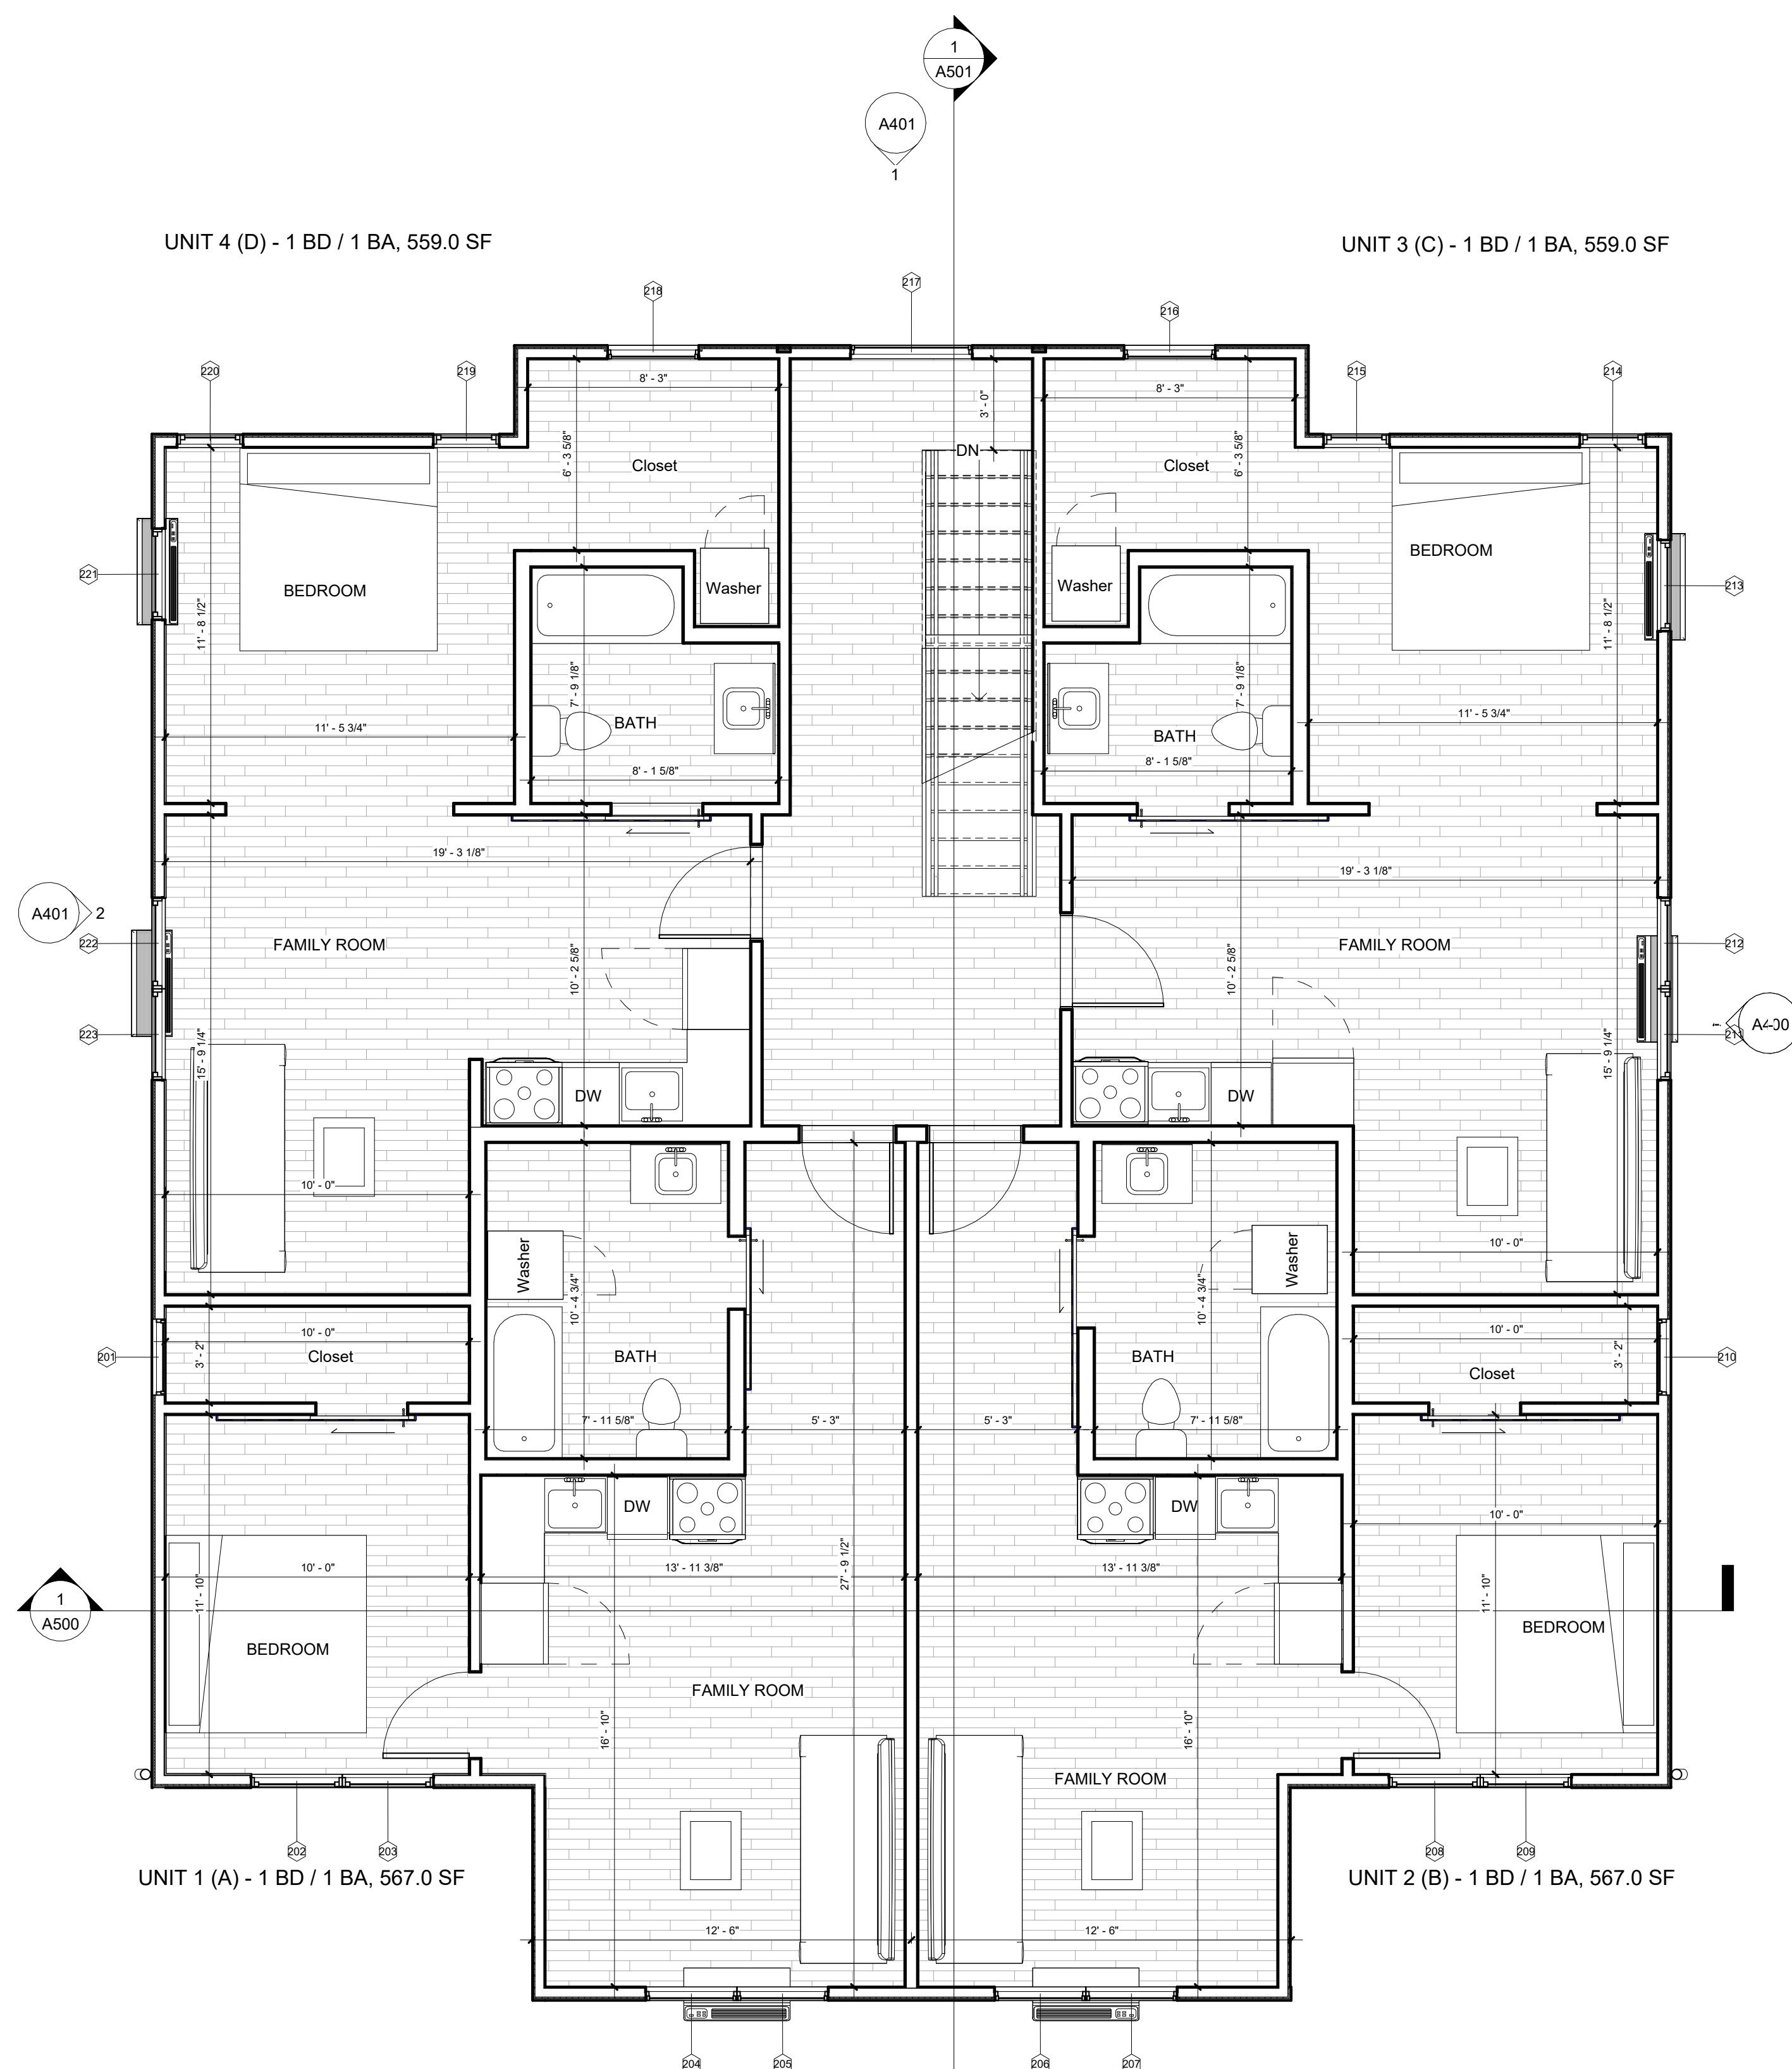 1
A501
A401
1
UNIT 4 (D) - 1 BD / 1 BA, 559.0 SF
UNIT 3 (C) - 1 BD / 1 BA, 559.0 SF
218
217
216
220
219
215
214
8' - 3"
8' - 3"
3' - 0"
6' - 3 5/8"
6' - 3 5/8"
DN
Closet
Closet
BEDROOM
221
213
Washer
Washer
BEDROOM
11' - 8 1/2"
11' - 8 1/2"
7' - 9 1/8"
7' - 9 1/8"
11' - 5 3/4"
11' - 5 3/4"
BATH
BATH
8' - 1 5/8"
8' - 1 5/8"
19' - 3 1/8"
19' - 3 1/8"
A401
2
222
FAMILY ROOM
FAMILY ROOM
212
10' - 2 5/8"
10' - 2 5/8"
223
211
A400
15' - 9 1/4"
15' - 9 1/4"
DW
DW
10' - 0"
10' - 0"
Washer
Washer
10' - 4 3/4"
10' - 4 3/4"
10' - 0"
10' - 0"
201
Closet
3' - 2"
BATH
BATH
Closet
3' - 2"
210
7' - 11 5/8"
5' - 3"
5' - 3"
7' - 11 5/8"
DW
DW
10' - 0"
10' - 0"
13' - 11 3/8"
27' - 9 1/2"
13' - 11 3/8"
11' - 10"
11' - 10"
1
A500
BEDROOM
BEDROOM
FAMILY ROOM
16' - 10"
16' - 10"
FAMILY ROOM
202
203
208
209
UNIT 1 (A) - 1 BD / 1 BA, 567.0 SF
UNIT 2 (B) - 1 BD / 1 BA, 567.0 SF
12' - 6"
12' - 6"
204
205
206
207